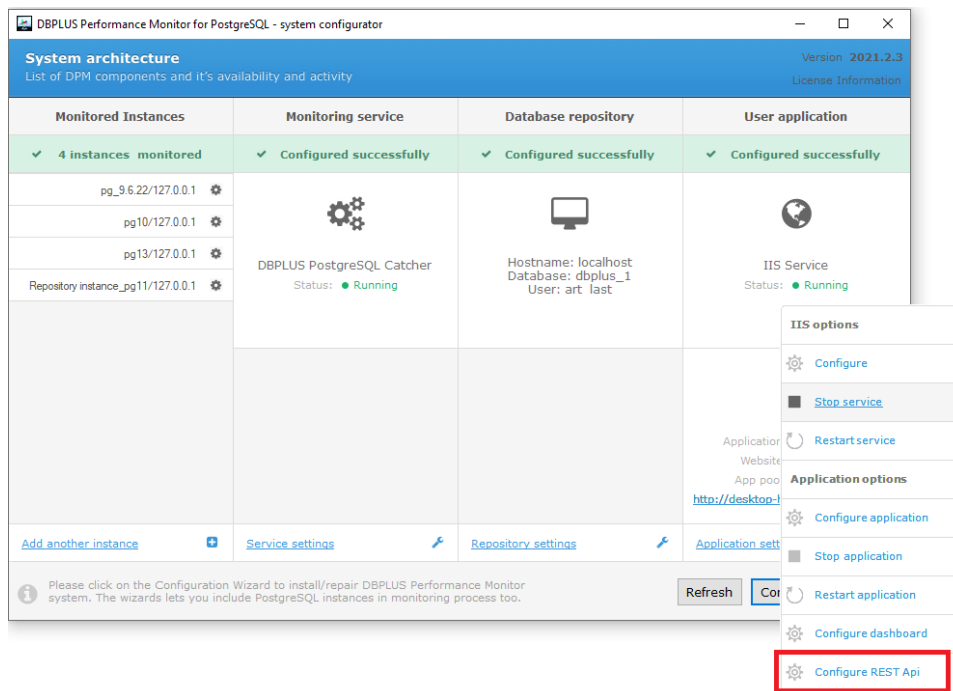 DBPLUS Performance Monitor for PostgreSQL - system configurator
System architecture
Version 2021.2.3
List of DPM components and it's availability and activity
License Information
Monitored Instances
Monitoring service
Database repository
User application
4 instances monitored
Configured successfully
Configured successfully
Configured successfully
pg_9.6.22/127.0.0.1
pg10/127.0.0.1
pg13/127.0.0.1
Repository instance_pg11/127.0.0.1
DBPLUS PostgreSQL Catcher
Status: Running
Hostname: localhost
Database: dbplus_1
User: art last
IIS Service
Status: Running
IIS options
Configure
Stop service
Restart service
Application options
Configure application
Stop application
Restart application
Configure dashboard
Configure REST Api
Application
Website
App poo
http://desktop-
Add another instance
Service settings
Repository settings
Application sett
Please click on the Configuration Wizard to install/repair DBPLUS Performance Monitor
system. The wizards lets you include PostgreSQL instances in monitoring process too.
Refresh